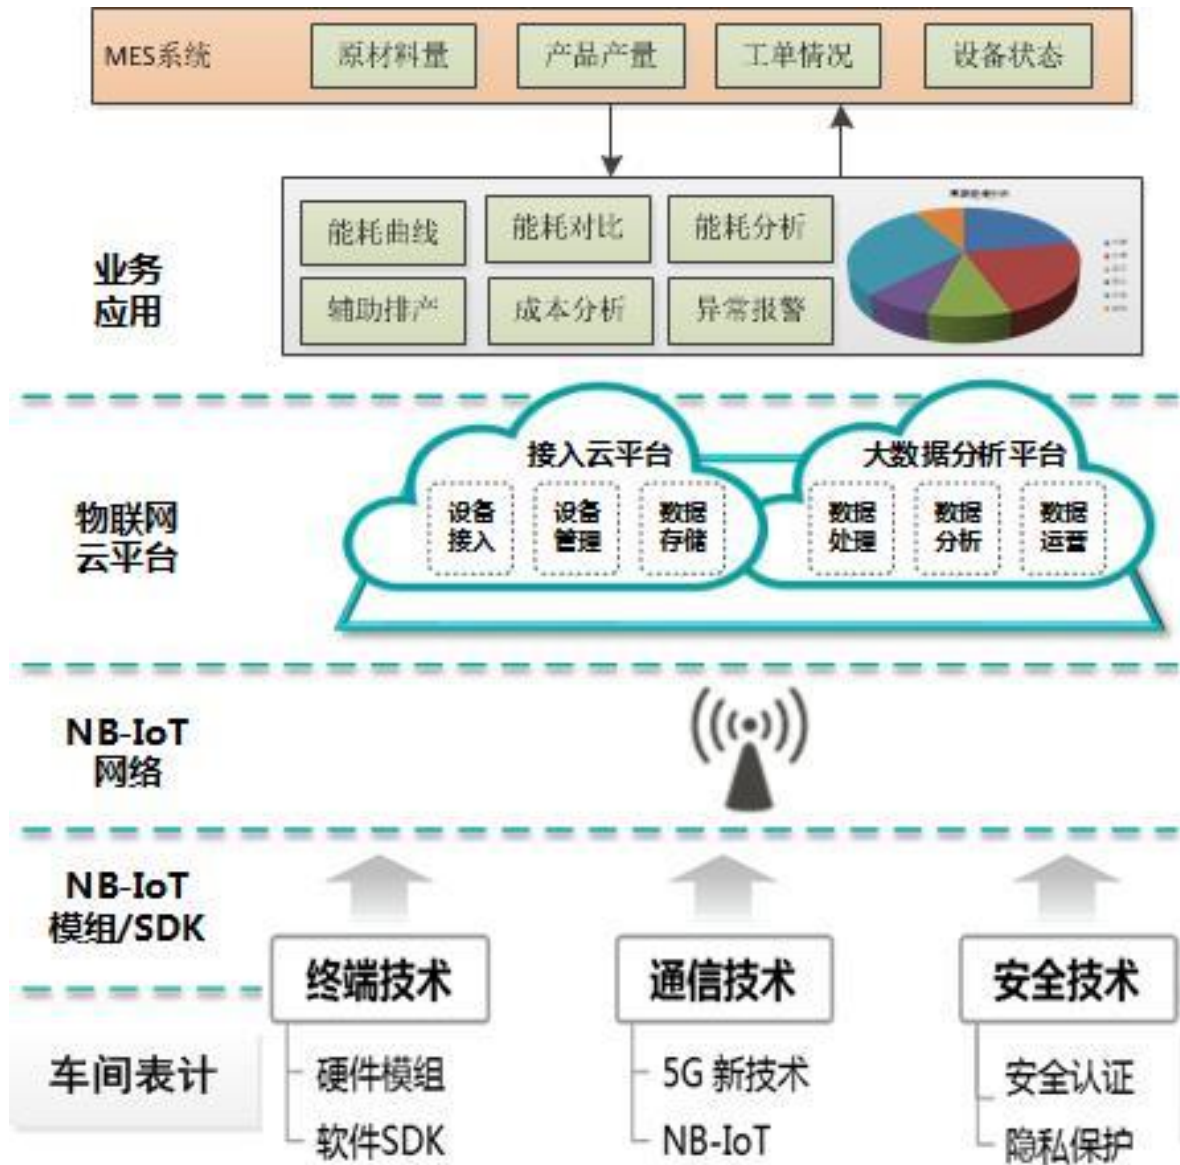 MES系统
原材料量
产品产量
工单情况
设备状态
业务
应用
能耗曲线
能耗对比
能耗分析
辅助排产
成本分析
异常报警
物联网
云平台
接入云平台
设备
接入
设备
管理
数据
存储
大数据分析平台
数据
处理
数据
分析
数据
运营
NB-IoT
网络
NB-IoT
模组/SDK
车间表计
终端技术
硬件模组
软件SDK
通信技术
5G 新技术
NB-IoT
安全技术
安全认证
隐私保护